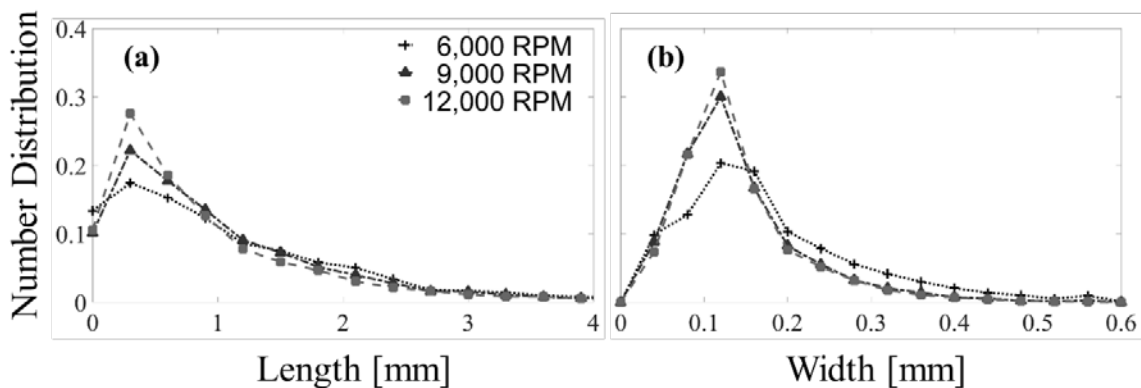 Number Distribution
0.4
0.3
0.2
0.1
0
(a)
6,000 RPM
9,000 RPM
12,000 RPM
0 1 2 3 4
Length [mm]
(b)
0 0.1 0.2 0.3 0.4 0.5 0.6
Width [mm]